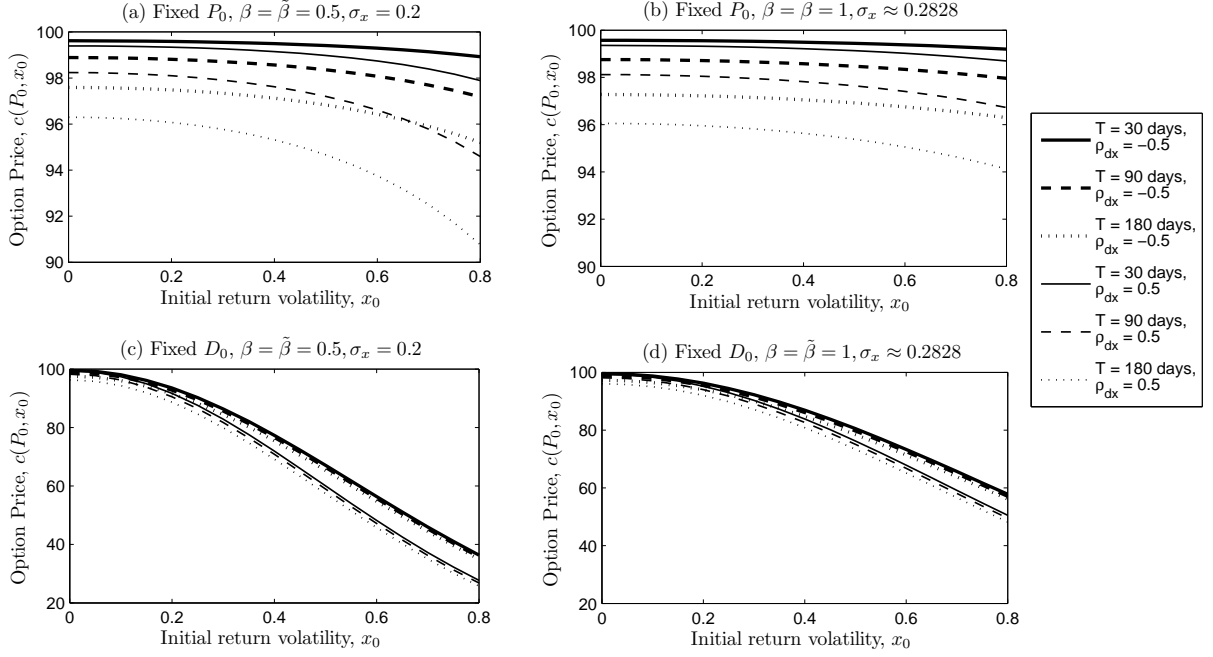 (a) Fixed P₀, β = β̃ = 0.5, σₓ = 0.2
100
98
96
94
92
90
0
0.2
0.4
0.6
0.8
Option Price, c(P₀, x₀)
Initial return volatility, x₀
(b) Fixed P₀, β = β = 1, σₓ ≈ 0.2828
100
98
96
94
92
90
0
0.2
0.4
0.6
0.8
Option Price, c(P₀, x₀)
Initial return volatility, x₀
T = 30 days,
ρ_dx = −0.5
T = 90 days,
ρ_dx = −0.5
T = 180 days,
ρ_dx = −0.5
T = 30 days,
ρ_dx = 0.5
T = 90 days,
ρ_dx = 0.5
T = 180 days,
ρ_dx = 0.5
(c) Fixed D₀, β = β̃ = 0.5, σₓ = 0.2
100
80
60
40
20
0
0.2
0.4
0.6
0.8
Option Price, c(P₀, x₀)
Initial return volatility, x₀
(d) Fixed D₀, β = β̃ = 1, σₓ ≈ 0.2828
100
80
60
40
20
0
0.2
0.4
0.6
0.8
Option Price, c(P₀, x₀)
Initial return volatility, x₀